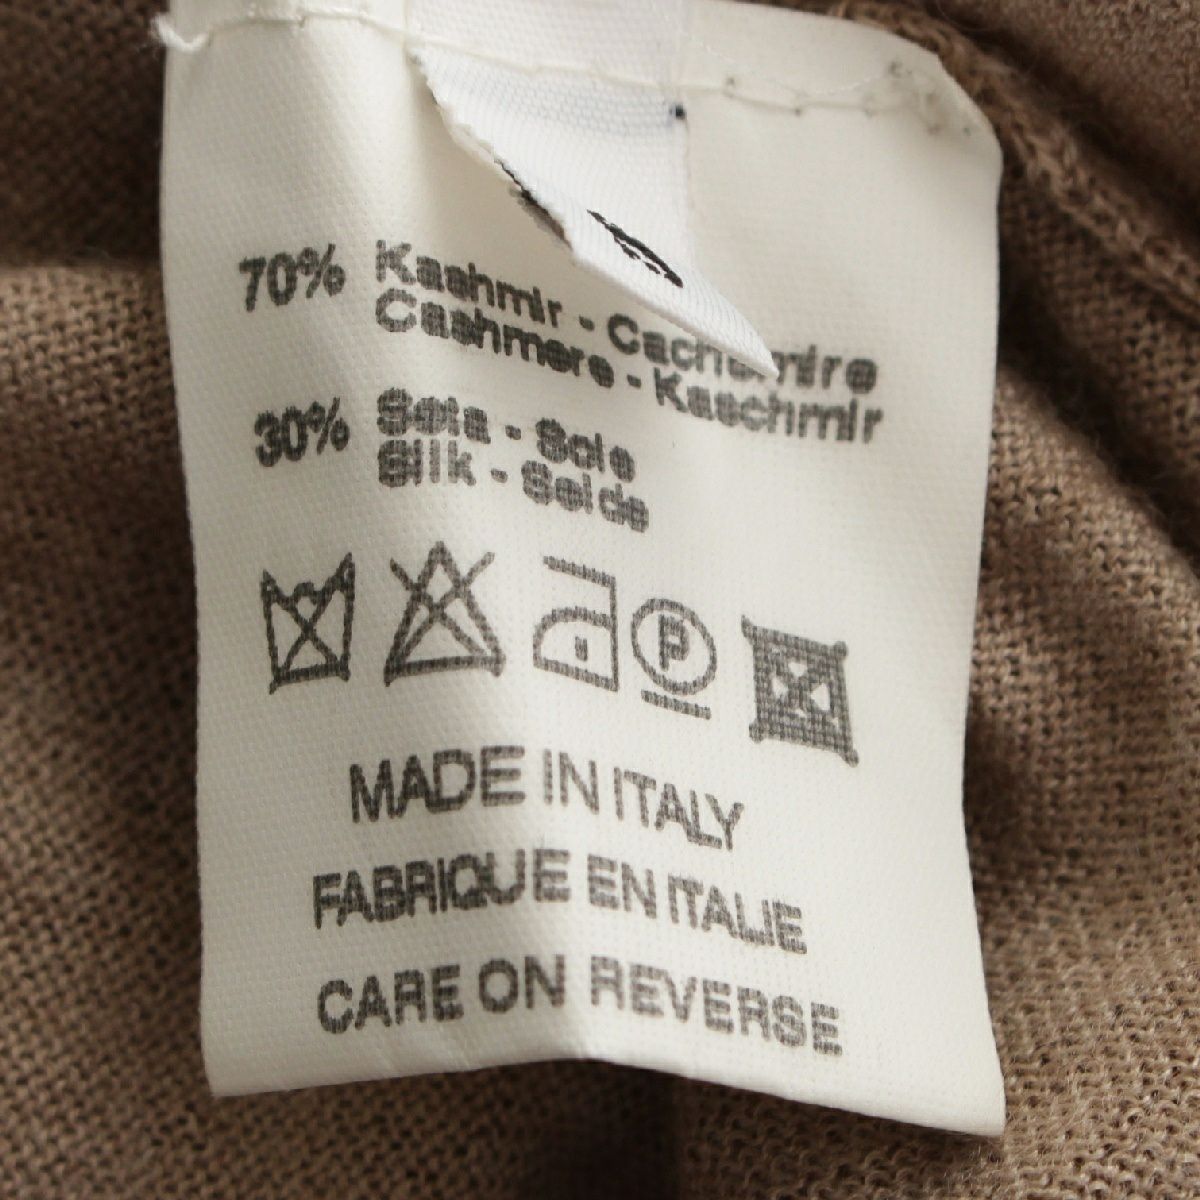 70% Kashmir - Cachemire
Cashmere - Kaschmir
30% Seta - Soie
Silk - Seide
P
MADE IN ITALY
FABRIQUE EN ITALIE
CARE ON REVERSE